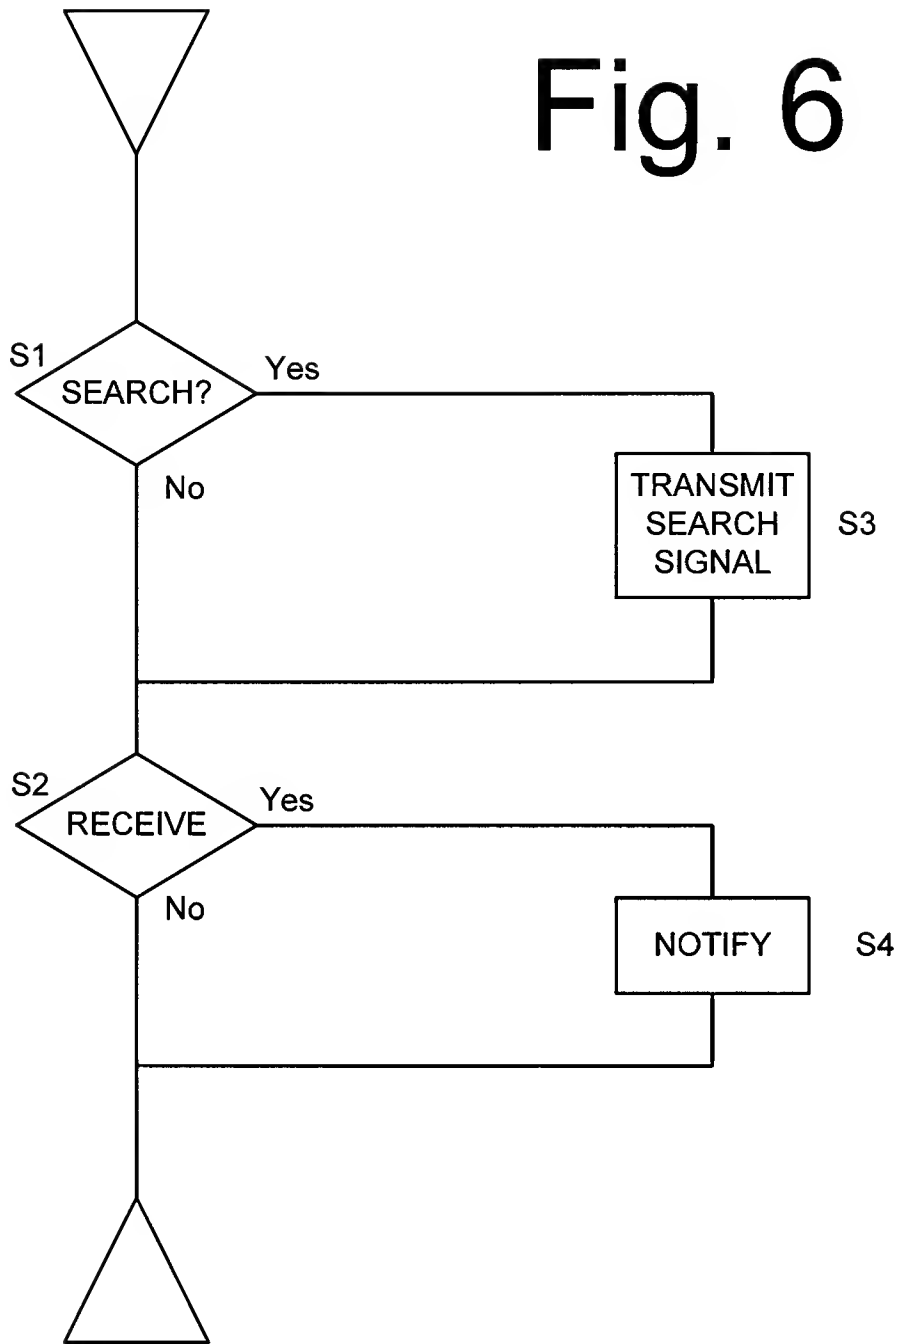 Fig. 6
S1
SEARCH?
Yes
No
TRANSMIT
SEARCH
SIGNAL
S3
S2
RECEIVE
Yes
No
NOTIFY
S4